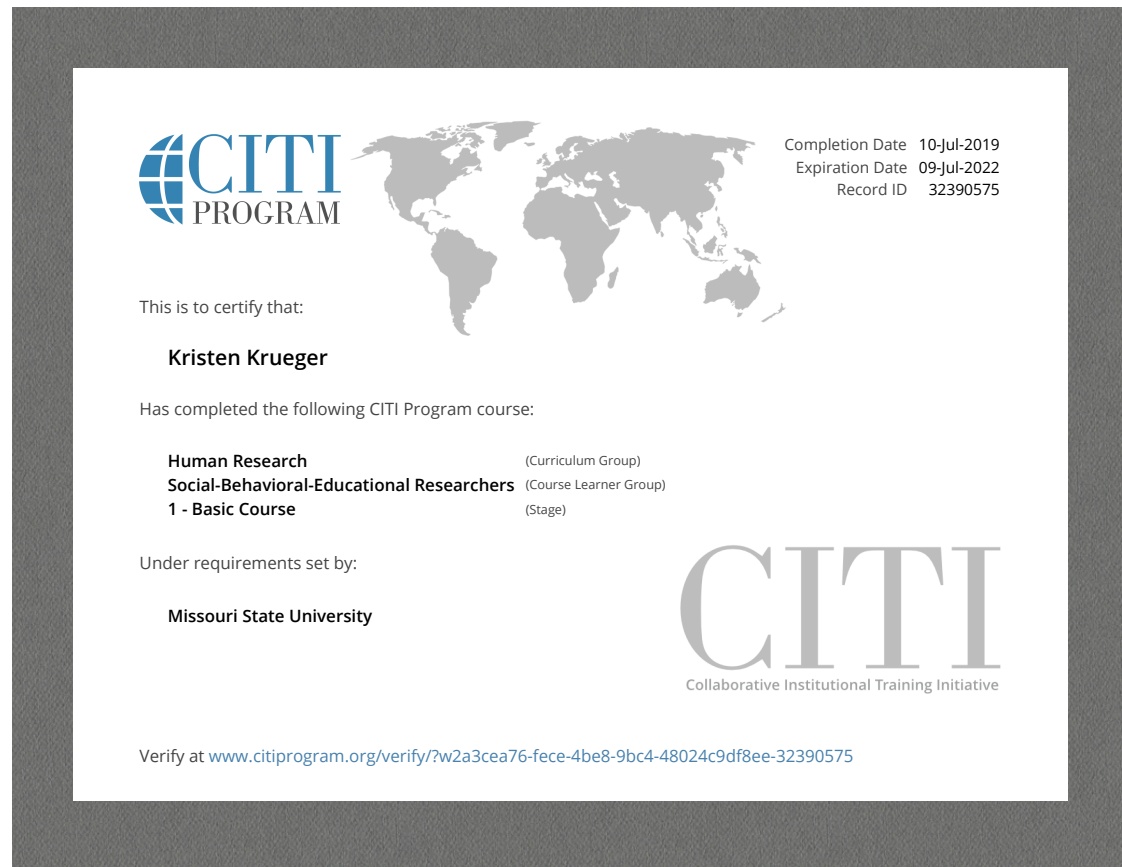 CITI
PROGRAM
Completion Date 10-Jul-2019
Expiration Date 09-Jul-2022
Record ID 32390575
This is to certify that:
Kristen Krueger
Has completed the following CITI Program course:
Human Research (Curriculum Group)
Social-Behavioral-Educational Researchers (Course Learner Group)
1 - Basic Course (Stage)
Under requirements set by:
Missouri State University
CITI
Collaborative Institutional Training Initiative
Verify at www.citiprogram.org/verify/?w2a3cea76-fece-4be8-9bc4-48024c9df8ee-32390575